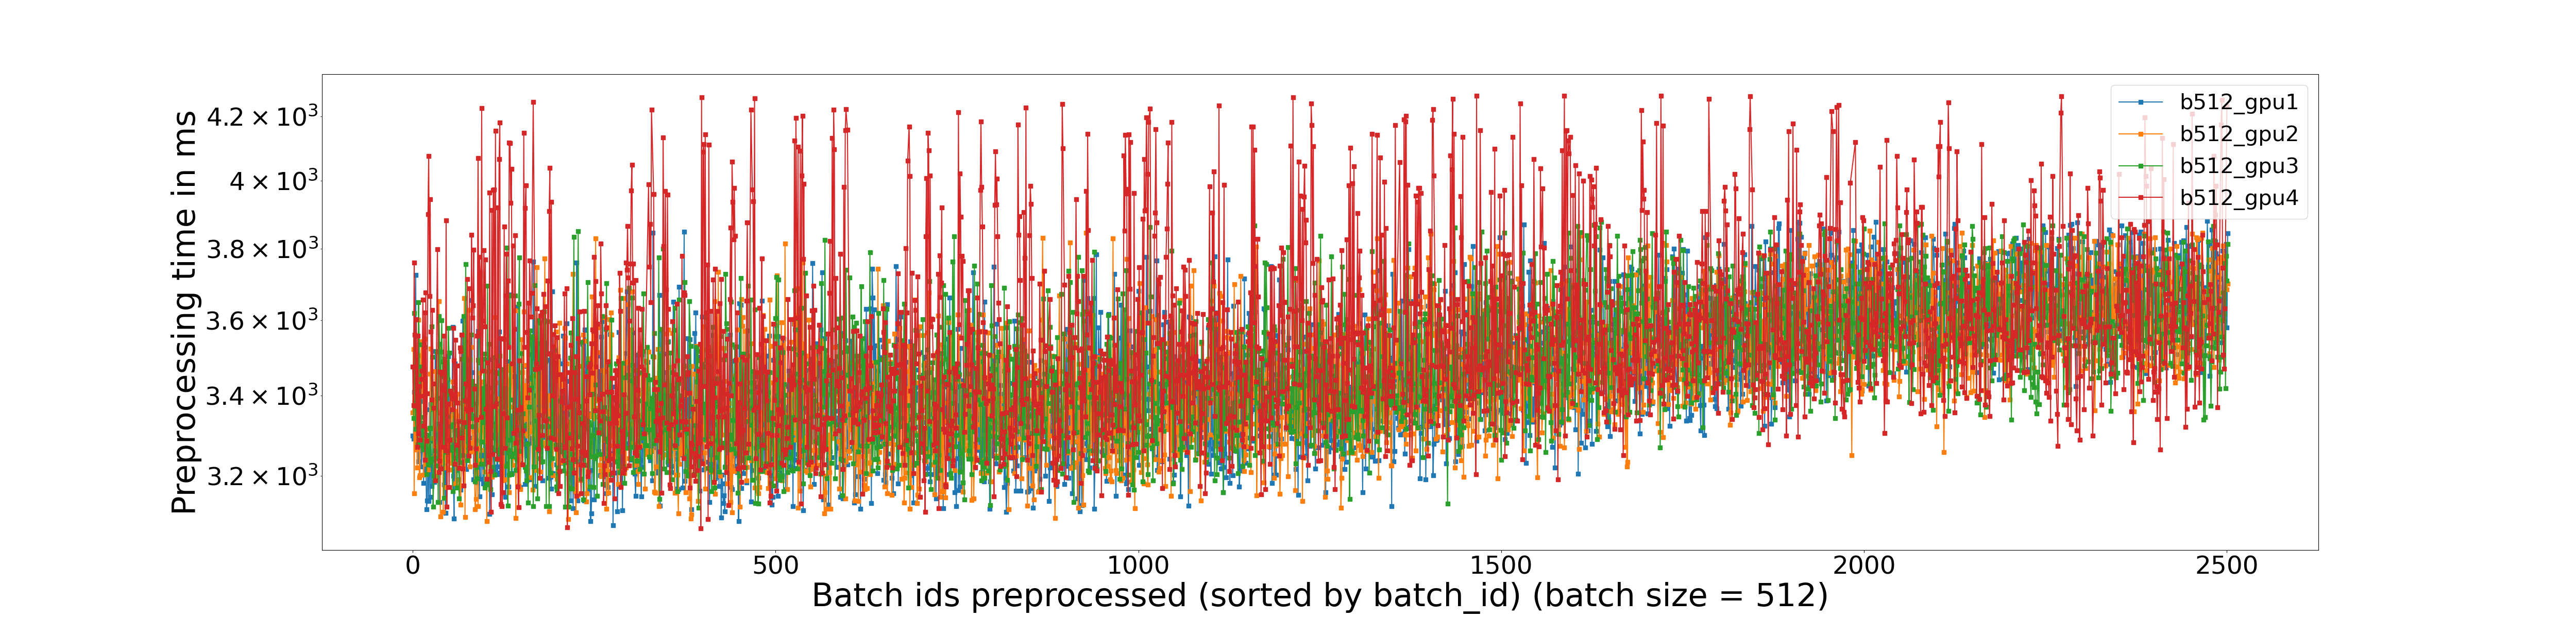 Preprocessing time in ms
4.2 × 10³
4 × 10³
3.8 × 10³
3.6 × 10³
3.4 × 10³
3.2 × 10³
b512_gpu1
b512_gpu2
b512_gpu3
b512_gpu4
0
500
1000
1500
2000
2500
Batch ids preprocessed (sorted by batch_id) (batch size = 512)